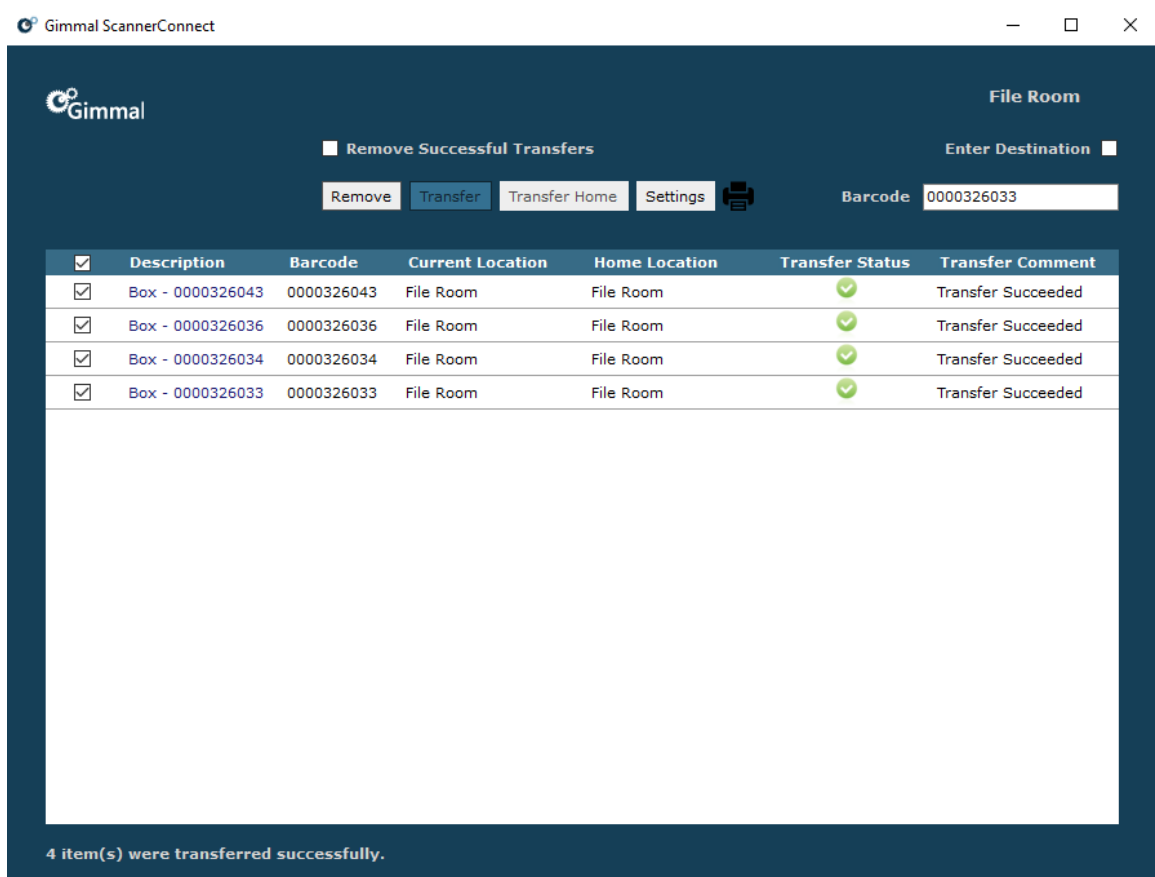 Gimmal ScannerConnect
Gimmal
File Room
Remove Successful Transfers
Enter Destination
Remove Transfer Transfer Home Settings
Barcode 0000326033
Description Barcode Current Location Home Location Transfer Status Transfer Comment
Box - 0000326043 0000326043 File Room File Room Transfer Succeeded
Box - 0000326036 0000326036 File Room File Room Transfer Succeeded
Box - 0000326034 0000326034 File Room File Room Transfer Succeeded
Box - 0000326033 0000326033 File Room File Room Transfer Succeeded
4 item(s) were transferred successfully.